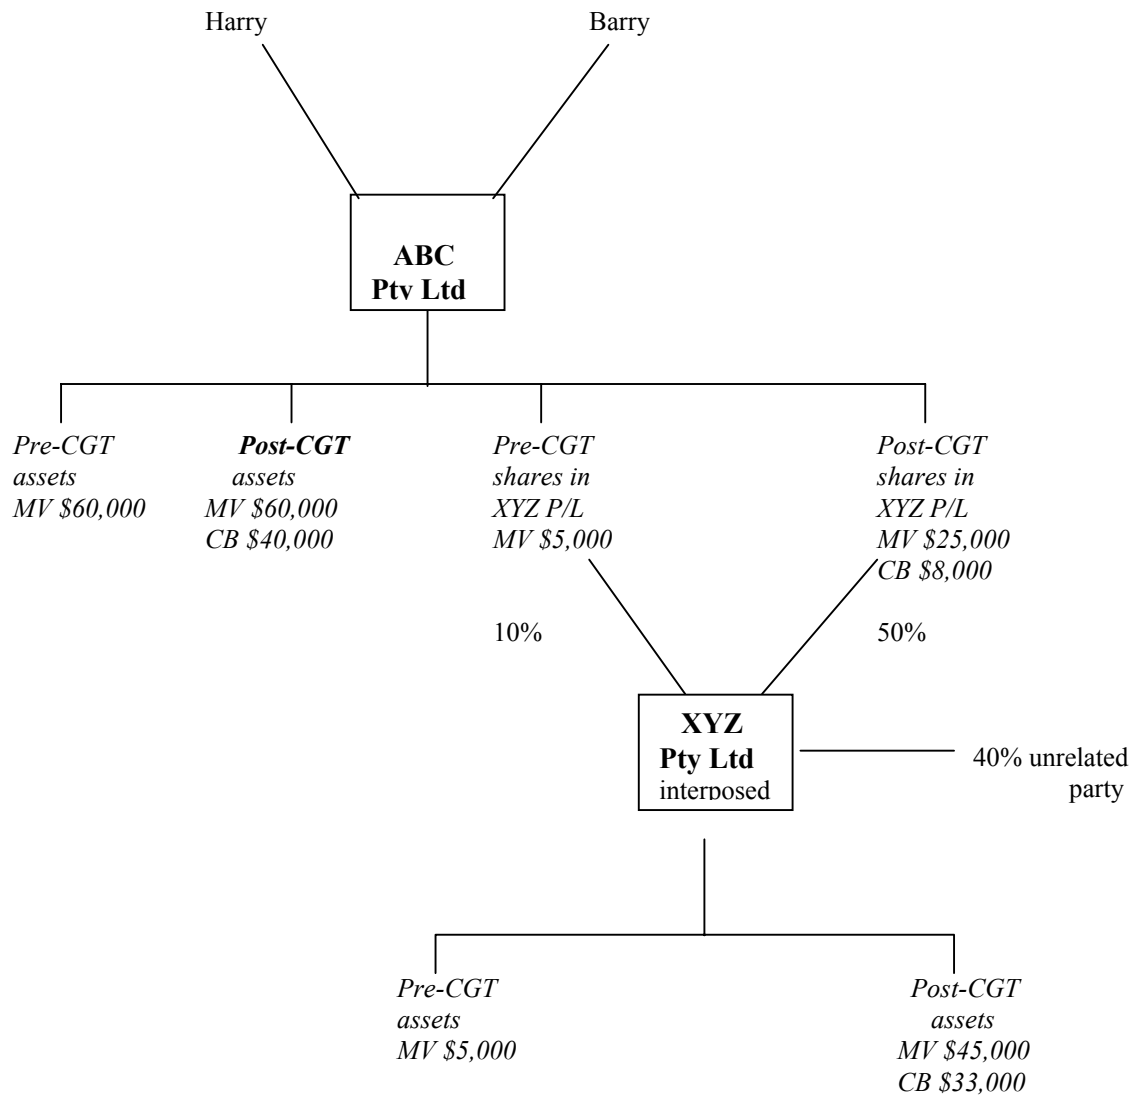 Harry
Barry
ABC
Pty Ltd
Pre-CGT
assets
MV $60,000
Post-CGT
assets
MV $60,000
CB $40,000
Pre-CGT
shares in
XYZ P/L
MV $5,000
Post-CGT
shares in
XYZ P/L
MV $25,000
CB $8,000
10%
50%
XYZ
Pty Ltd
interposed
40% unrelated
party
Pre-CGT
assets
MV $5,000
Post-CGT
assets
MV $45,000
CB $33,000